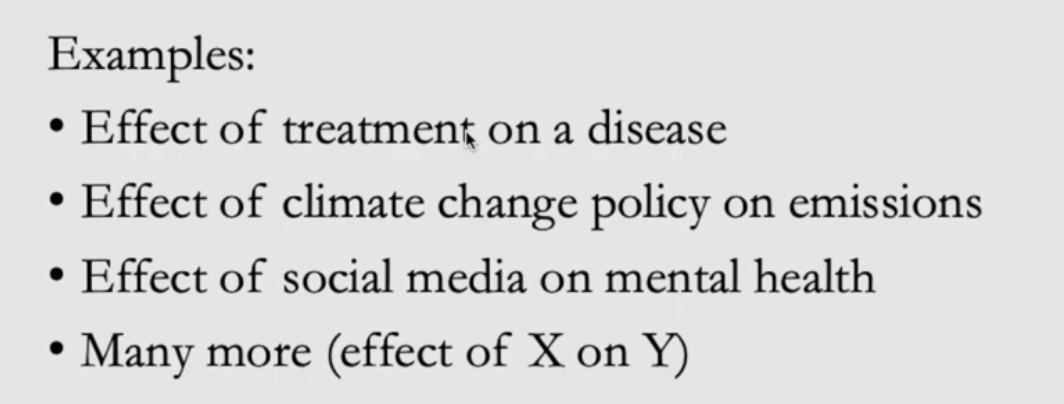 Examples:
• Effect of treatment on a disease
• Effect of climate change policy on emissions
• Effect of social media on mental health
• Many more (effect of X on Y)